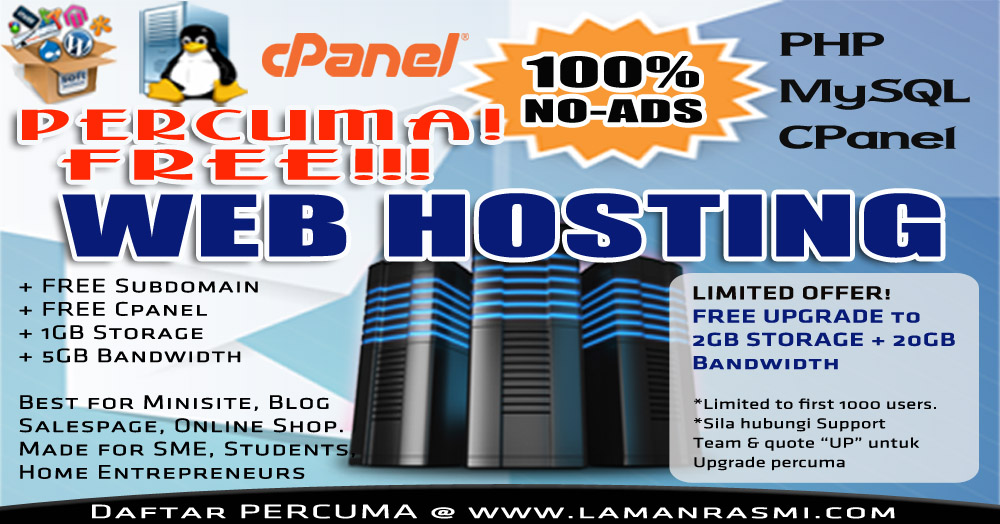 soft
cPanel®
100%
NO-ADS
PHP
MySQL
CPanel
PERCUMA!
FREE!!!
WEB HOSTING
+ FREE Subdomain
+ FREE Cpanel
+ 1GB Storage
+ 5GB Bandwidth
Best for Minisite, Blog
Salespage, Online Shop.
Made for SME, Students,
Home Entrepreneurs
LIMITED OFFER!
FREE UPGRADE to
2GB STORAGE + 20GB
Bandwidth
*Limited to first 1000 users.
*Sila hubungi Support
Team & quote “UP” untuk
Upgrade percuma
Daftar PERCUMA @ www.lamanrasmi.com